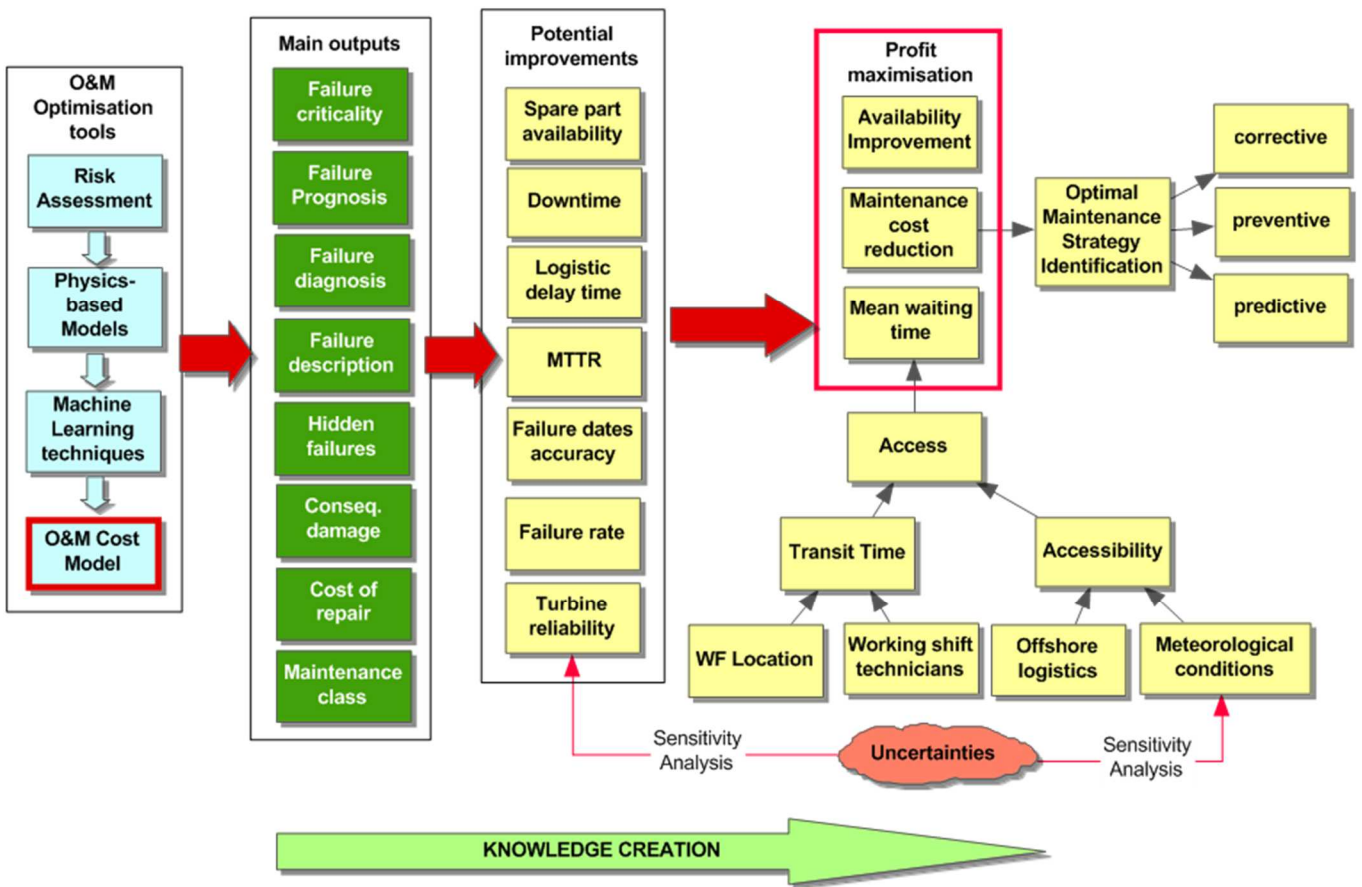 O&M
Optimisation
tools
Risk
Assessment
Physics-
based
Models
Machine
Learning
techniques
O&M Cost
Model
Main outputs
Failure
criticality
Failure
Prognosis
Failure
diagnosis
Failure
description
Hidden
failures
Conseq.
damage
Cost of
repair
Maintenance
class
Potential
improvements
Spare part
availability
Downtime
Logistic
delay time
MTTR
Failure dates
accuracy
Failure rate
Turbine
reliability
Profit
maximisation
Availability
Improvement
Maintenance
cost
reduction
Mean waiting
time
Optimal
Maintenance
Strategy
Identification
corrective
preventive
predictive
Access
Transit Time
Accessibility
WF Location
Working shift
technicians
Offshore
logistics
Meteorological
conditions
Sensitivity
Analysis
Uncertainties
Sensitivity
Analysis
KNOWLEDGE CREATION